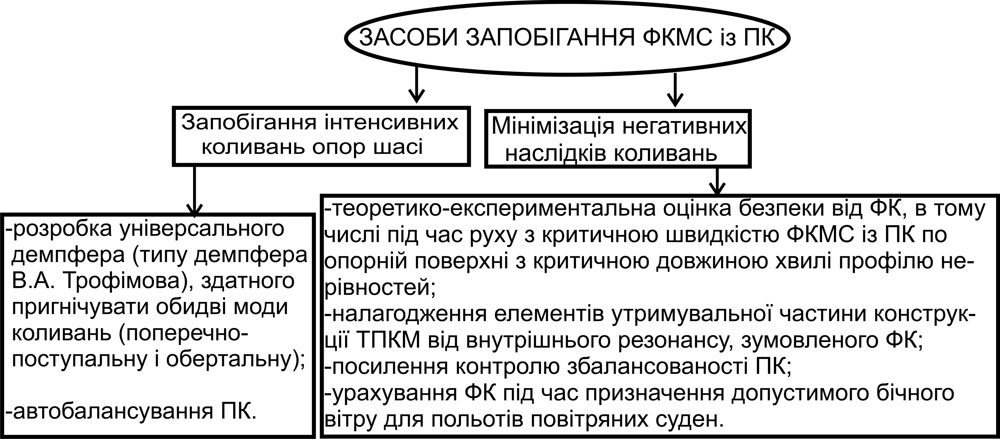 ЗАСОБИ ЗАПОБІГАННЯ ФКМС із ПК
Запобігання інтенсивних
коливань опор шасі
Мінімізація негативних
наслідків коливань
-розробка універсального
демпфера (типу демпфера
В.А. Трофімова), здатного
пригнічувати обидві моди
коливань (поперечно-
поступальну і обертальну);
-автобалансування ПК.
-теоретико-експериментальна оцінка безпеки від ФК, в тому
числі під час руху з критичною швидкістю ФКМС із ПК по
опорній поверхні з критичною довжиною хвилі профілю не-
рівностей;
-налагодження елементів утримувальної частини конструк-
ції ТПКМ від внутрішнього резонансу, зумовленого ФК;
-посилення контролю збалансованості ПК;
-урахування ФК під час призначення допустимого бічного
вітру для польотів повітряних суден.